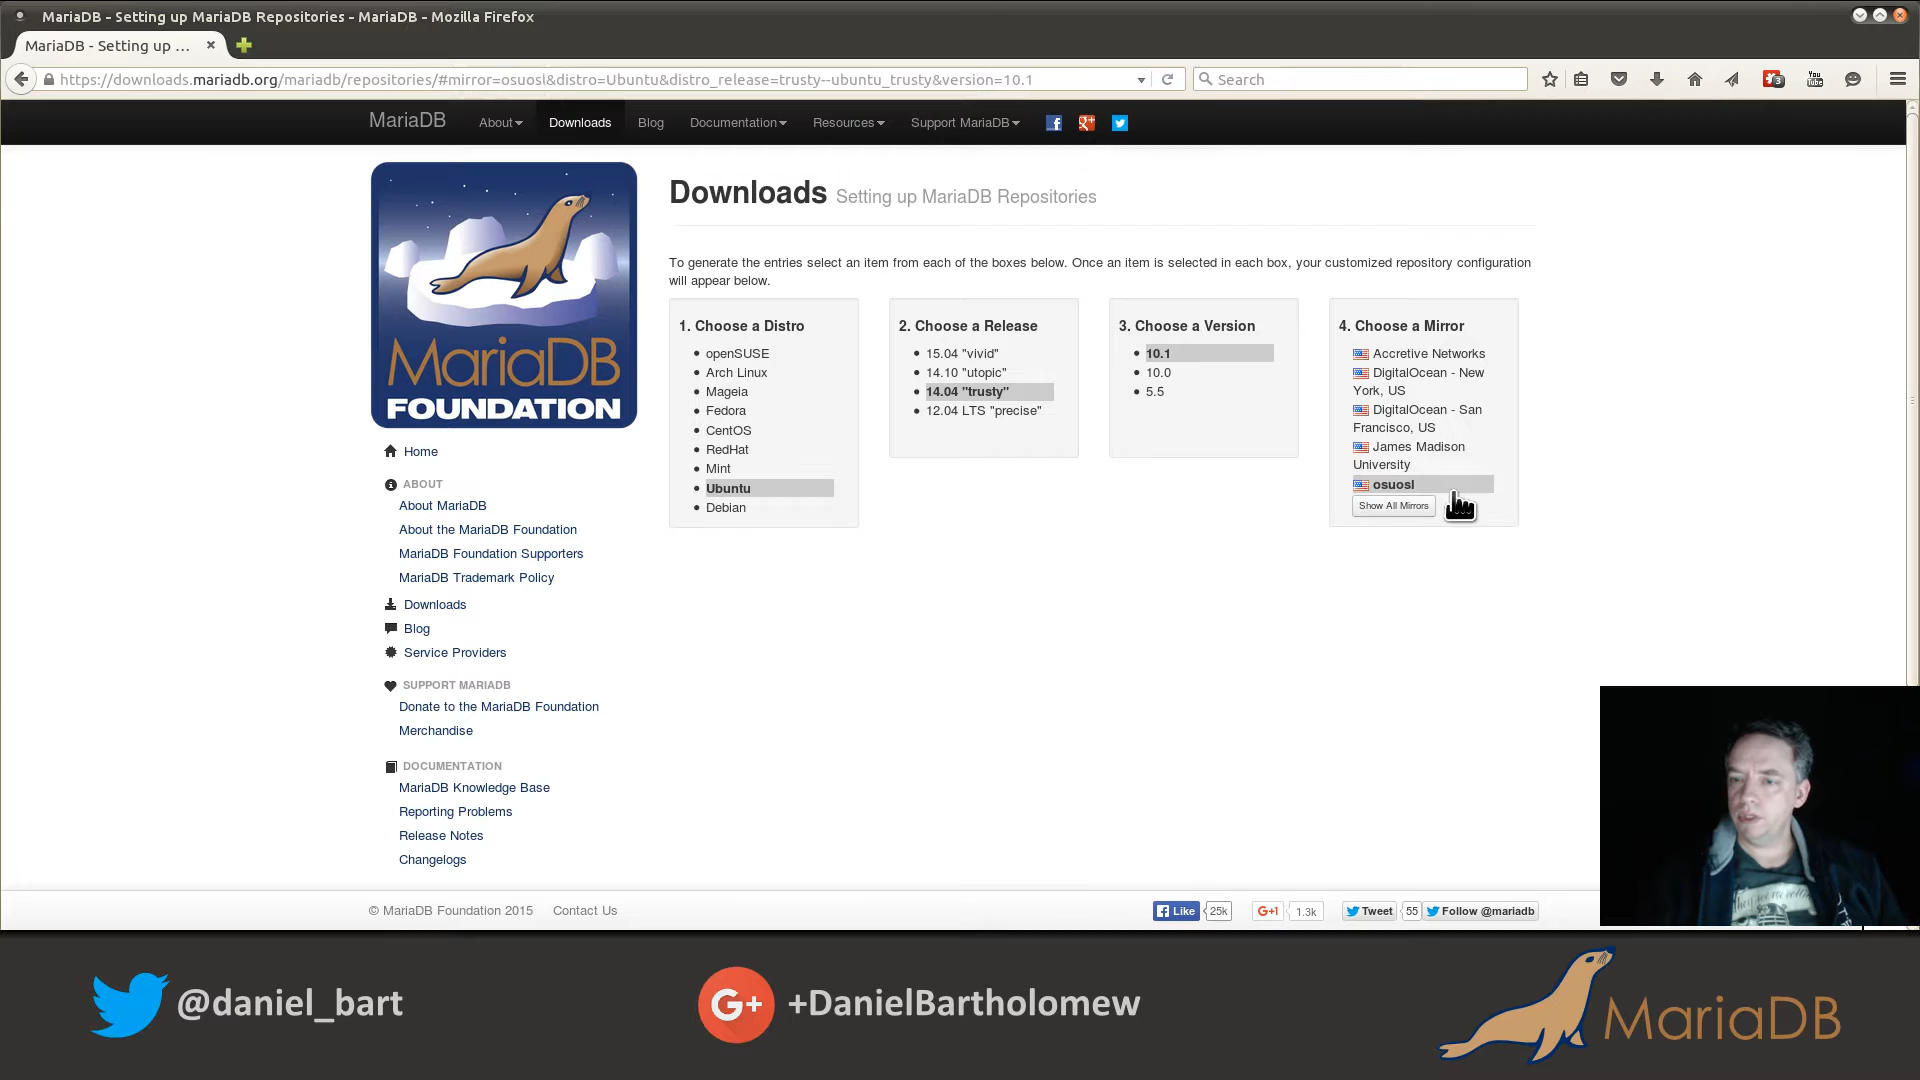 MariaDB - Setting up MariaDB Repositories - MariaDB - Mozilla Firefox
MariaDB - Setting up ...
https://downloads.mariadb.org/mariadb/repositories/#mirror=osuosl&distro=Ubuntu&distro_release=trusty--ubuntu_trusty&version=10.1
Search
3
You Tube
MariaDB About Downloads Blog Documentation Resources Support MariaDB
MariaDB
FOUNDATION
Home
ABOUT
About MariaDB
About the MariaDB Foundation
MariaDB Foundation Supporters
MariaDB Trademark Policy
Downloads
Blog
Service Providers
SUPPORT MARIADB
Donate to the MariaDB Foundation
Merchandise
DOCUMENTATION
MariaDB Knowledge Base
Reporting Problems
Release Notes
Changelogs
Downloads Setting up MariaDB Repositories
To generate the entries select an item from each of the boxes below. Once an item is selected in each box, your customized repository configuration
will appear below.
1. Choose a Distro
openSUSE
Arch Linux
Mageia
Fedora
CentOS
RedHat
Mint
Ubuntu
Debian
2. Choose a Release
15.04 "vivid"
14.10 "utopic"
14.04 "trusty"
12.04 LTS "precise"
3. Choose a Version
10.1
10.0
5.5
4. Choose a Mirror
Accretive Networks
DigitalOcean - New
York, US
DigitalOcean - San
Francisco, US
James Madison
University
osuosl
Show All Mirrors
© MariaDB Foundation 2015 Contact Us
Like 25k G+1 1.3k Tweet 55 Follow @mariadb
@daniel_bart
G+ +DanielBartholomew
MariaDB